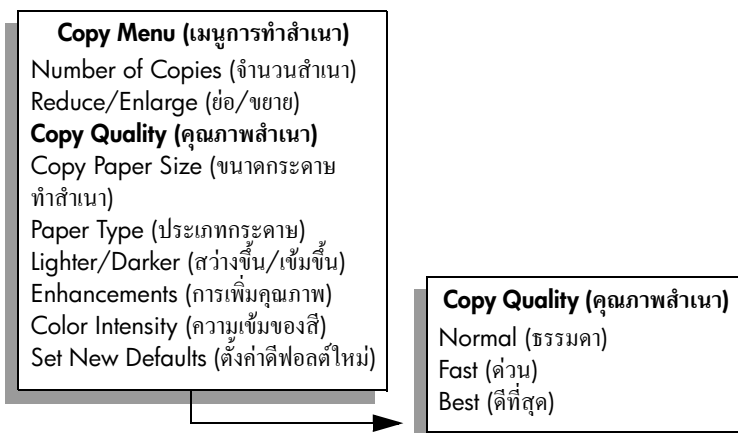 Copy Menu (เมนูการทำสำเนา)
Number of Copies (จำนวนสำเนา)
Reduce/Enlarge (ย่อ/ขยาย)
Copy Quality (คุณภาพสำเนา)
Copy Paper Size (ขนาดกระดาษ
ทำสำเนา)
Paper Type (ประเภทกระดาษ)
Lighter/Darker (สว่างขึ้น/เข้มขึ้น)
Enhancements (การเพิ่มคุณภาพ)
Color Intensity (ความเข้มของสี)
Set New Defaults (ตั้งค่าดีฟอลต์ใหม่)
Copy Quality (คุณภาพสำเนา)
Normal (ธรรมดา)
Fast (ด่วน)
Best (ดีที่สุด)